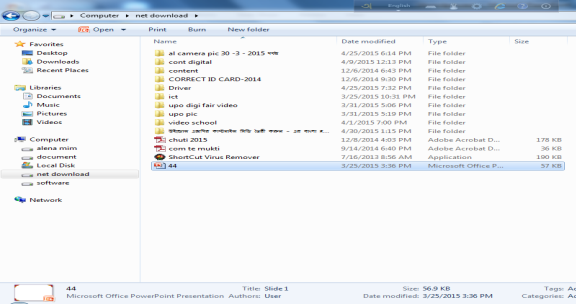 English
Computer ▸ net download ▸
Organize ▾ Open ▾ Print Burn New folder
Name Date modified Type Size
Favorites
Desktop
Downloads
Recent Places
Libraries
Documents
Music
Pictures
Videos
Computer
alena mim
document
Local Disk
net download
software
Network
al camera pic 30 -3 - 2015 4/25/2015 6:14 PM File folder
cont digital 4/9/2015 12:13 PM File folder
content 12/6/2014 6:43 PM File folder
CORRECT ID CARD-2014 12/6/2014 9:30 PM File folder
Driver 4/25/2015 7:32 PM File folder
ict 3/25/2015 10:31 PM File folder
upo digi fair video 3/31/2015 5:06 PM File folder
upo pic 3/31/2015 5:19 PM File folder
video school 4/1/2015 7:00 PM File folder
4/30/2015 1:15 PM File folder
chuti 2015 12/8/2014 4:03 PM Adobe Acrobat D... 178 KB
com te mukti 9/14/2014 6:40 PM Adobe Acrobat D... 36 KB
ShortCut Virus Remover 7/16/2013 8:56 AM Application 190 KB
44 3/25/2015 3:36 PM Microsoft Office P... 57 KB
44 Title: Slide 1 Size: 56.9 KB Tags: A
Microsoft Office PowerPoint Presentation Authors: User Date modified: 3/25/2015 3:36 PM Categories: A